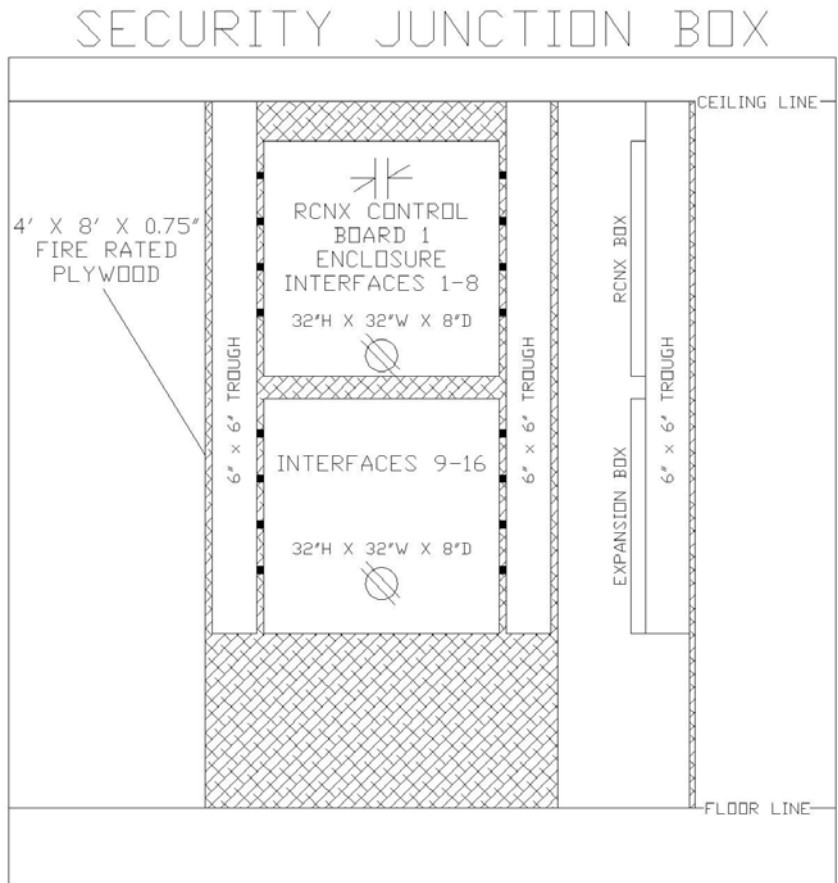 SECURITY JUNCTION BOX
CEILING LINE
4' X 8' X 0.75"
FIRE RATED
PLYWOOD
RCNX CONTROL
BOARD 1
ENCLOSURE
INTERFACES 1-8
32"H X 32"W X 8"D
6" x 6" TROUGH
6" x 6" TROUGH
RCNX BOX
6" x 6" TROUGH
INTERFACES 9-16
32"H X 32"W X 8"D
EXPANSION BOX
FLOOR LINE